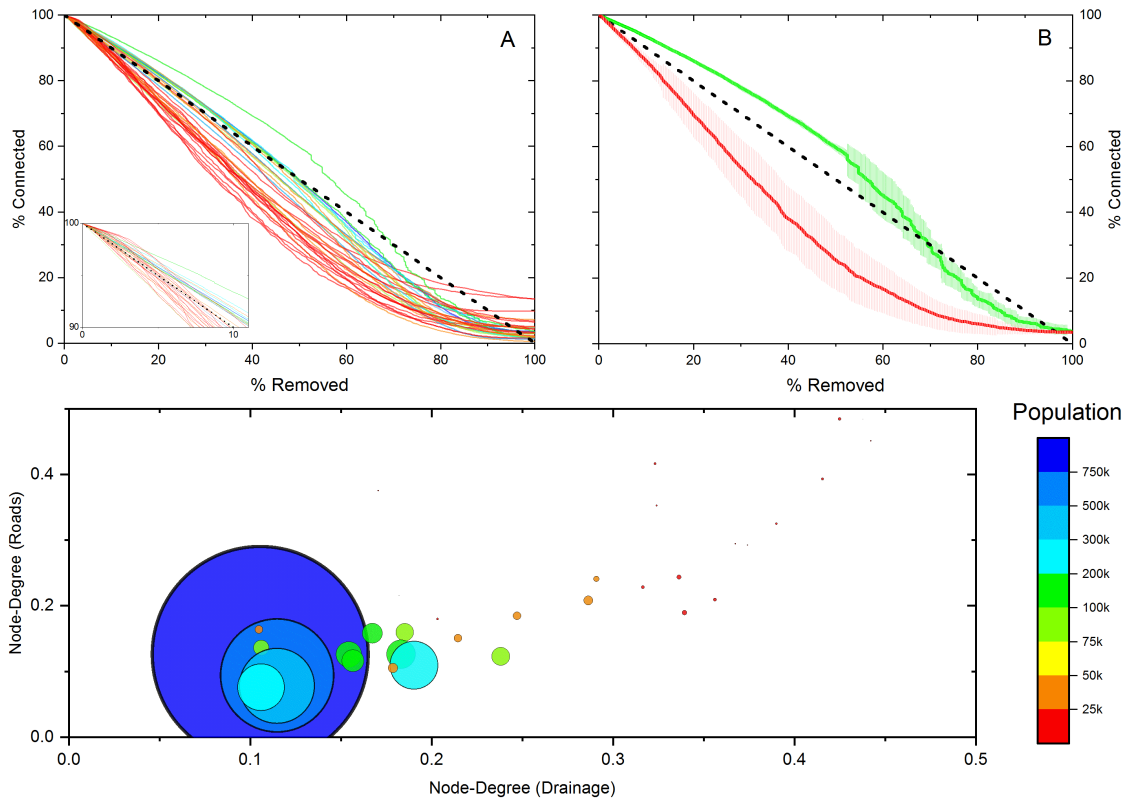 100
80
60
40
20
0
% Connected
A
100
90
0
10
0
20
40
60
80
100
% Removed
B
100
80
60
40
20
0
% Connected
0
20
40
60
80
100
% Removed
0.4
0.2
0.0
Node-Degree (Roads)
0.0
0.1
0.2
0.3
0.4
0.5
Node-Degree (Drainage)
Population
750k
500k
300k
200k
100k
75k
50k
25k